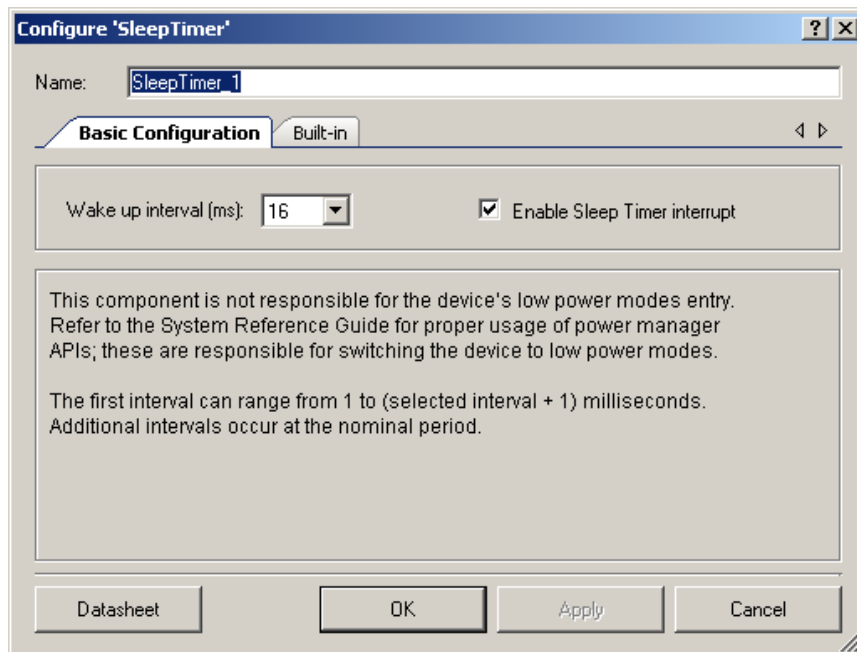 Configure 'SleepTimer'
Name: SleepTimer_1
Basic Configuration Built-in
Wake up interval (ms): 16 Enable Sleep Timer interrupt
This component is not responsible for the device's low power modes entry.
Refer to the System Reference Guide for proper usage of power manager
APIs; these are responsible for switching the device to low power modes.
The first interval can range from 1 to (selected interval + 1) milliseconds.
Additional intervals occur at the nominal period.
Datasheet OK Apply Cancel